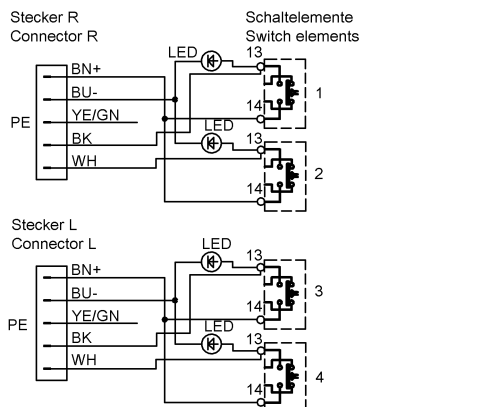 Stecker R
Connector R
Schaltelemente
Switch elements
LED
13
BN+
BU-
1
PE
YE/GN
14
LED
13
BK
WH
2
14
Stecker L
Connector L
LED
13
BN+
BU-
3
PE
YE/GN
14
LED
13
BK
WH
4
14